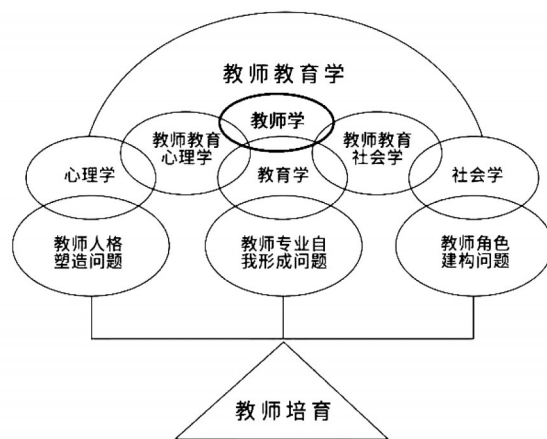 教师教育学
教师学
教师教育
心理学
教师教育
社会学
心理学
教育学
社会学
教师人格
塑造问题
教师专业自
我形成问题
教师角色
建构问题
教师培育